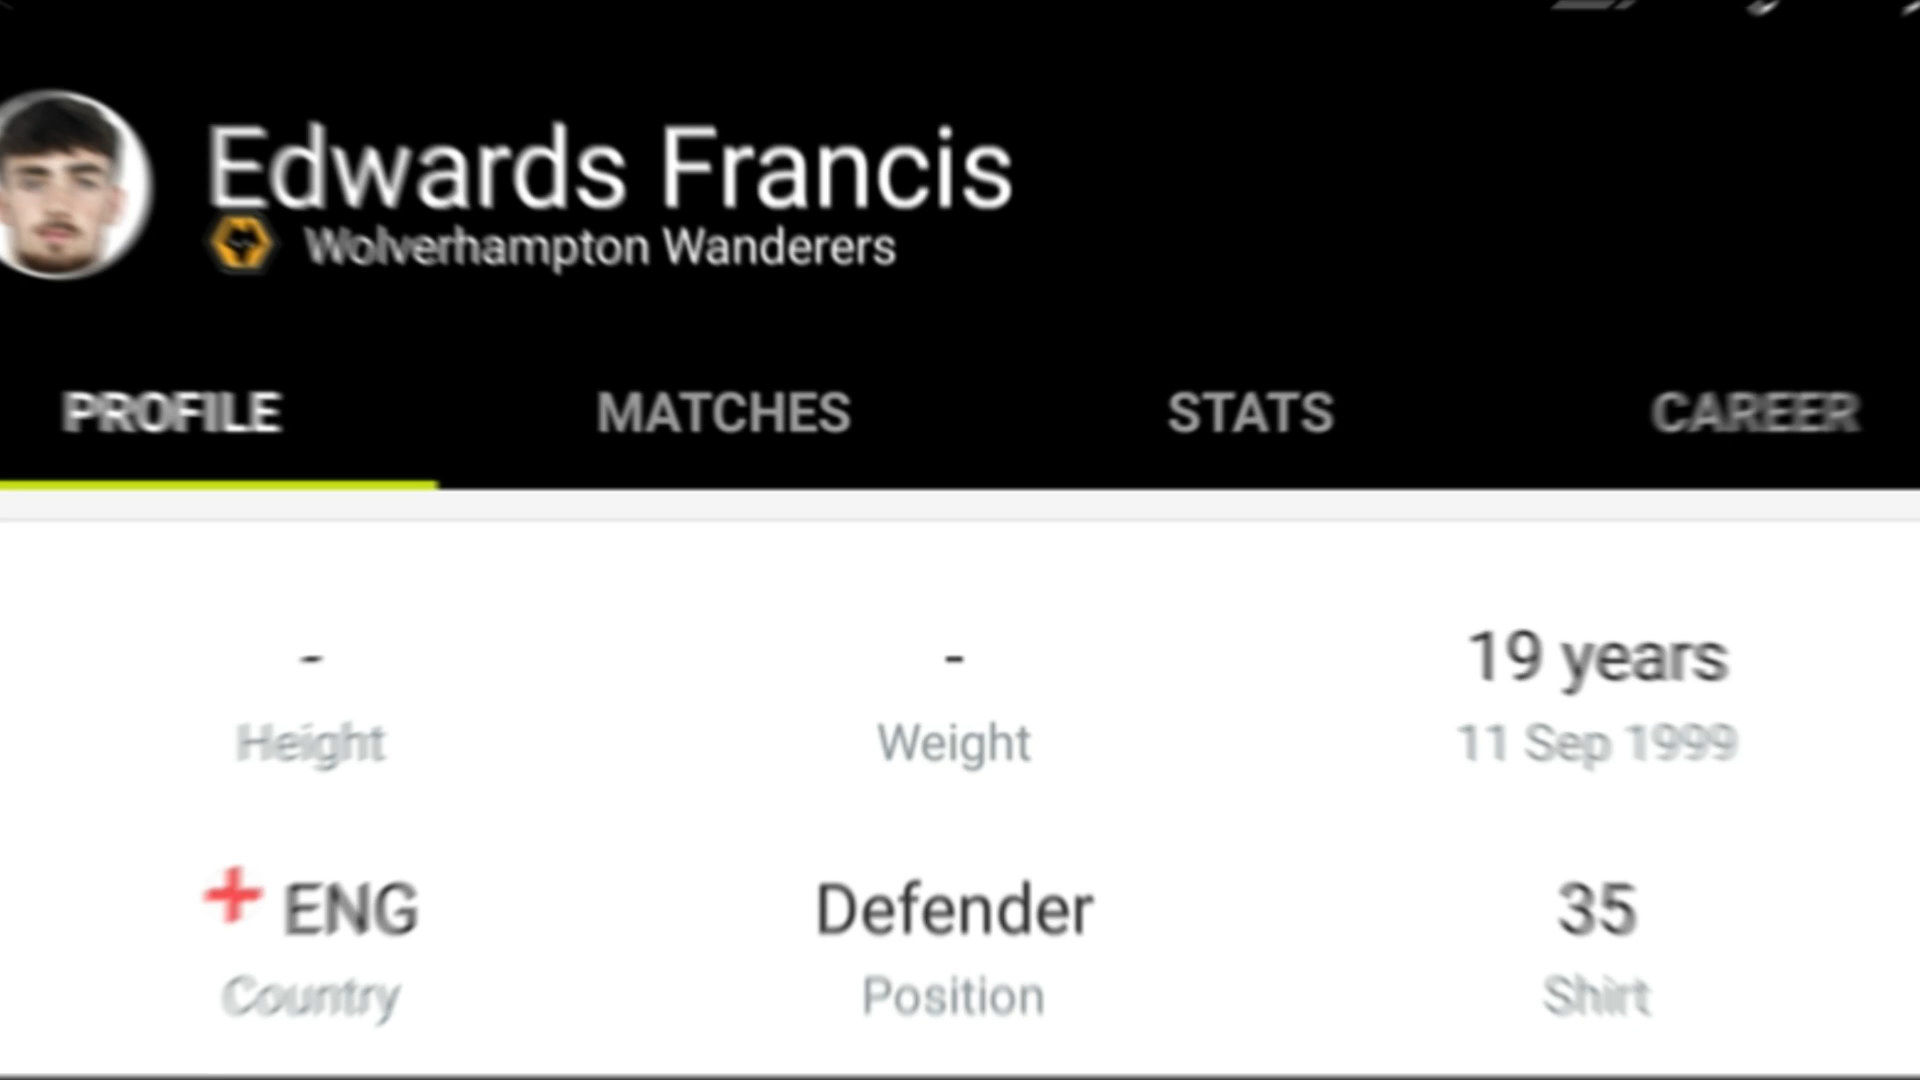 Edwards Francis
Wolverhampton Wanderers
PROFILE MATCHES STATS CAREER
- - 19 years
Height Weight 11 Sep 1999
ENG Defender 35
Country Position Shirt